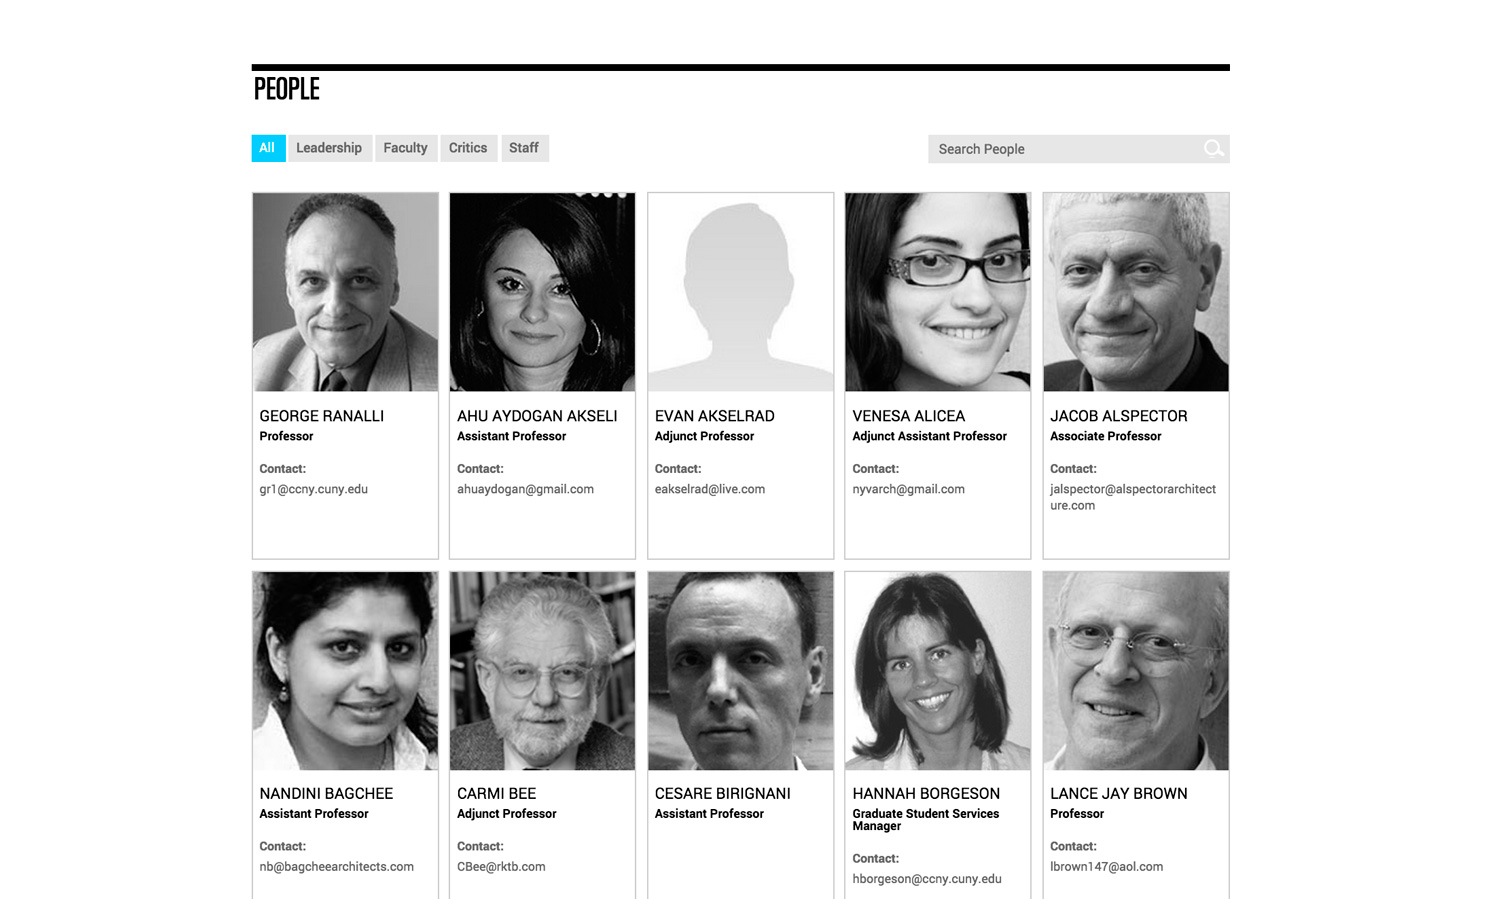 PEOPLE
All Leadership Faculty Critics Staff
Search People
GEORGE RANALLI
Professor
Contact:
gr1@ccny.cuny.edu
AHU AYDOGAN AKSELI
Assistant Professor
Contact:
ahuaydogan@gmail.com
EVAN AKSELRAD
Adjunct Professor
Contact:
eakselrad@live.com
VENESA ALICEA
Adjunct Assistant Professor
Contact:
nyvarch@gmail.com
JACOB ALSPECTOR
Associate Professor
Contact:
jalspector@alspectorarchitect
ure.com
NANDINI BAGCHEE
Assistant Professor
Contact:
nb@bagcheearchitects.com
CARMI BEE
Adjunct Professor
Contact:
CBee@rktb.com
CESARE BIRIGNANI
Assistant Professor
HANNAH BORGESON
Graduate Student Services
Manager
Contact:
hborgeson@ccny.cuny.edu
LANCE JAY BROWN
Professor
Contact:
lbrown147@aol.com